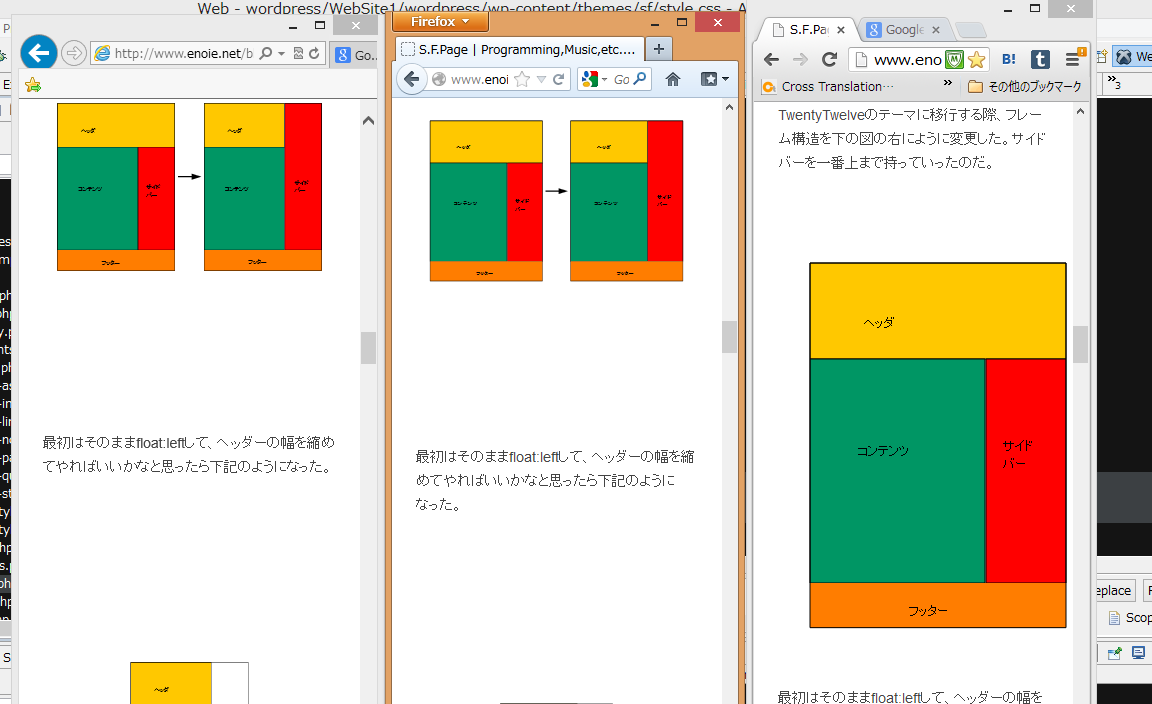 Web - wordpress/WebSite1/wordpress/wp-content/themes/sf/style.css - A
http://www.enoie.net/b
Go...
ヘッダ
ヘッダ
コンテンツ
サイド
バー
コンテンツ
サイド
バー
フッター
フッター
最初はそのままfloat:leftして、ヘッダーの幅を縮め
てやればいいかなと思ったら下記のようになった。
ヘッダ
Firefox
S.F.Page | Programming,Music,etc....
www.enoi
Go
ヘッダ
ヘッダ
コンテンツ
サイド
バー
コンテンツ
サイド
バー
フッター
フッター
最初はそのままfloat:leftして、ヘッダーの幅を縮
めてやればいいかなと思ったら下記のように
なった。
S.F.Pa
Google
www.eno
B!
t
Cross Translation…
»
その他のブックマーク
TwentyTwelveのテーマに移行する際、フレー
ム構造を下の図の右にように変更した。サイド
バーを一番上まで持っていったのだ。
ヘッダ
コンテンツ
サイド
バー
フッター
最初はそのままfloat:leftして、ヘッダーの幅を
We
»3
eplace
Scop